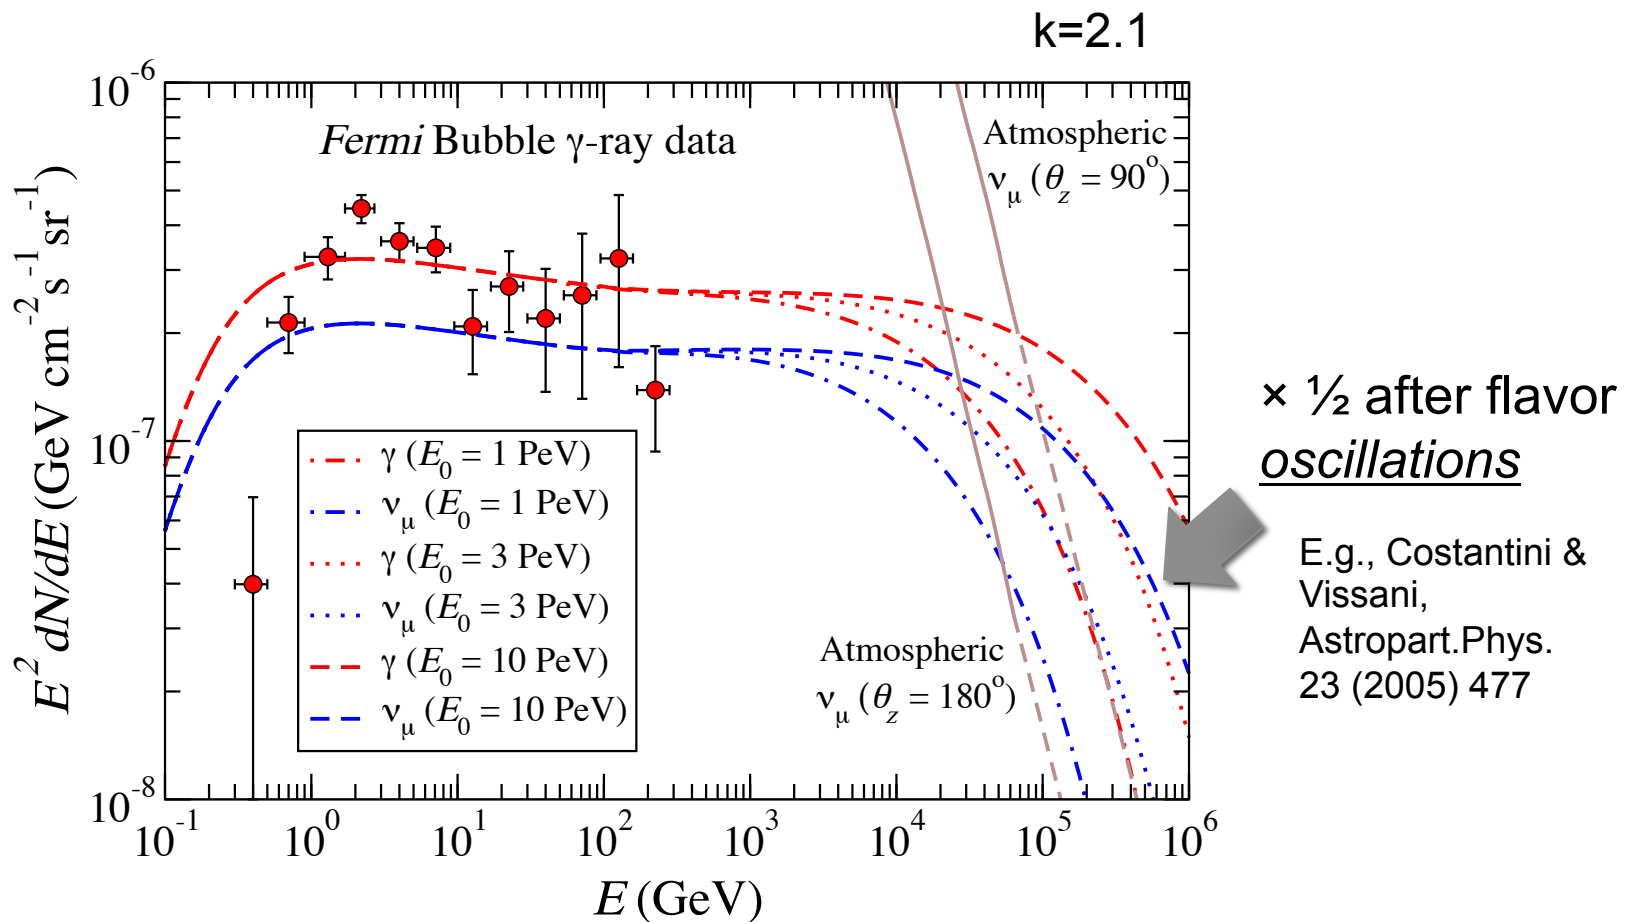 k=2.1
Fermi Bubble γ-ray data
Atmospheric
ν_μ (θ_z = 90°)
10^-6
10^-7
10^-8
E^2 dN/dE (GeV cm^-2 s^-1 sr^-1)
γ (E_0 = 1 PeV)
ν_μ (E_0 = 1 PeV)
γ (E_0 = 3 PeV)
ν_μ (E_0 = 3 PeV)
γ (E_0 = 10 PeV)
ν_μ (E_0 = 10 PeV)
Atmospheric
ν_μ (θ_z = 180°)
10^-1 10^0 10^1 10^2 10^3 10^4 10^5 10^6
E (GeV)
× ½ after flavor
oscillations
E.g., Costantini &
Vissani,
Astropart.Phys.
23 (2005) 477